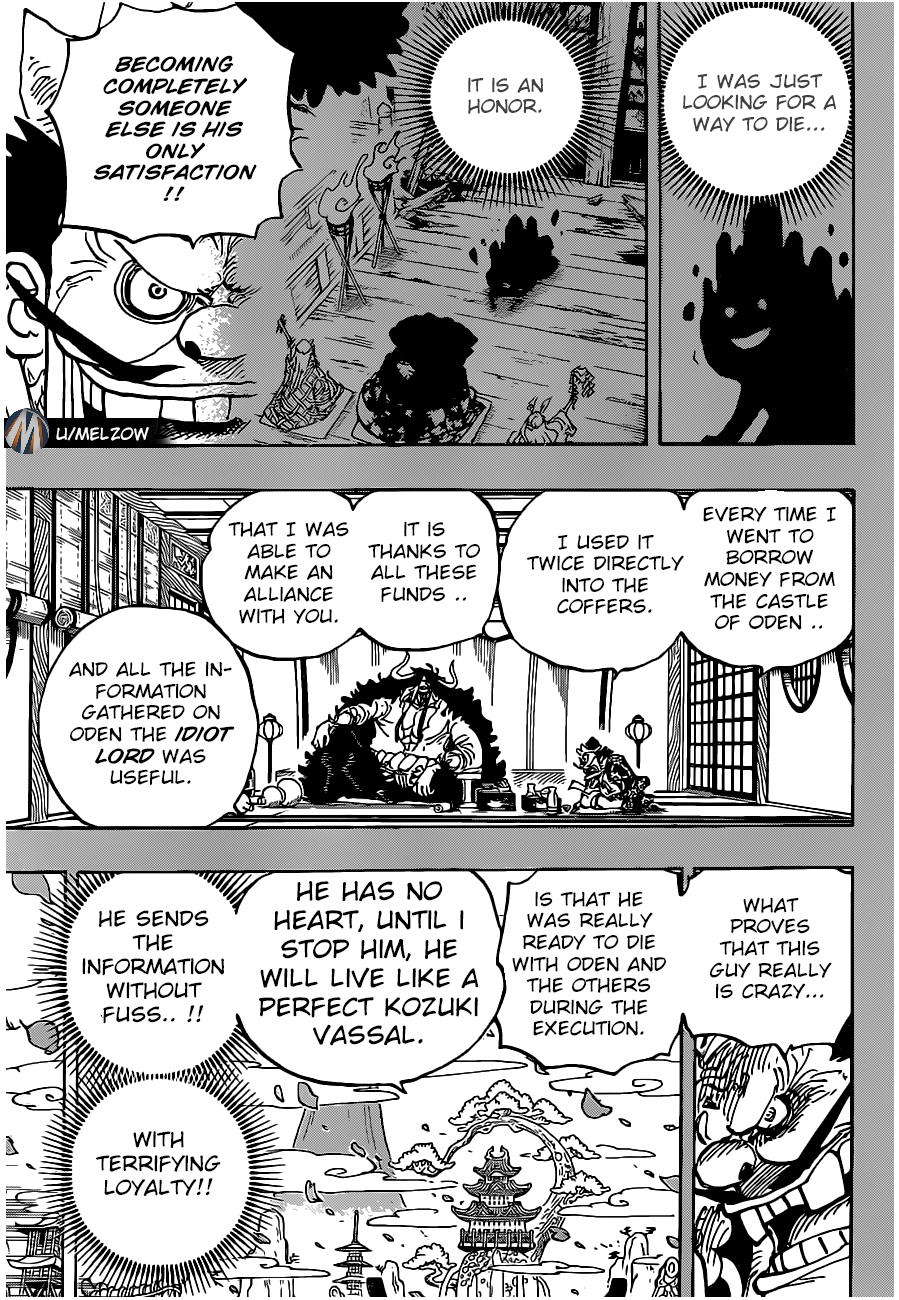 I WAS JUST
LOOKING FOR A
WAY TO DIE...
IT IS AN
HONOR.
BECOMING
COMPLETELY
SOMEONE
ELSE IS HIS
ONLY
SATISFACTION
!!
U/MELZOW
EVERY TIME I
WENT TO
BORROW
MONEY FROM
THE CASTLE
OF ODEN ..
I USED IT
TWICE DIRECTLY
INTO THE
COFFERS.
IT IS
THANKS TO
ALL THESE
FUNDS ..
THAT I WAS
ABLE TO
MAKE AN
ALLIANCE
WITH YOU.
AND ALL THE IN-
FORMATION
GATHERED ON
ODEN THE IDIOT
LORD WAS
USEFUL.
WHAT
PROVES
THAT THIS
GUY REALLY
IS CRAZY...
IS THAT HE
WAS REALLY
READY TO DIE
WITH ODEN AND
THE OTHERS
DURING THE
EXECUTION.
HE HAS NO
HEART, UNTIL I
STOP HIM, HE
WILL LIVE LIKE A
PERFECT KOZUKI
VASSAL.
HE SENDS
THE
INFORMATION
WITHOUT
FUSS.. !!
WITH
TERRIFYING
LOYALTY!!